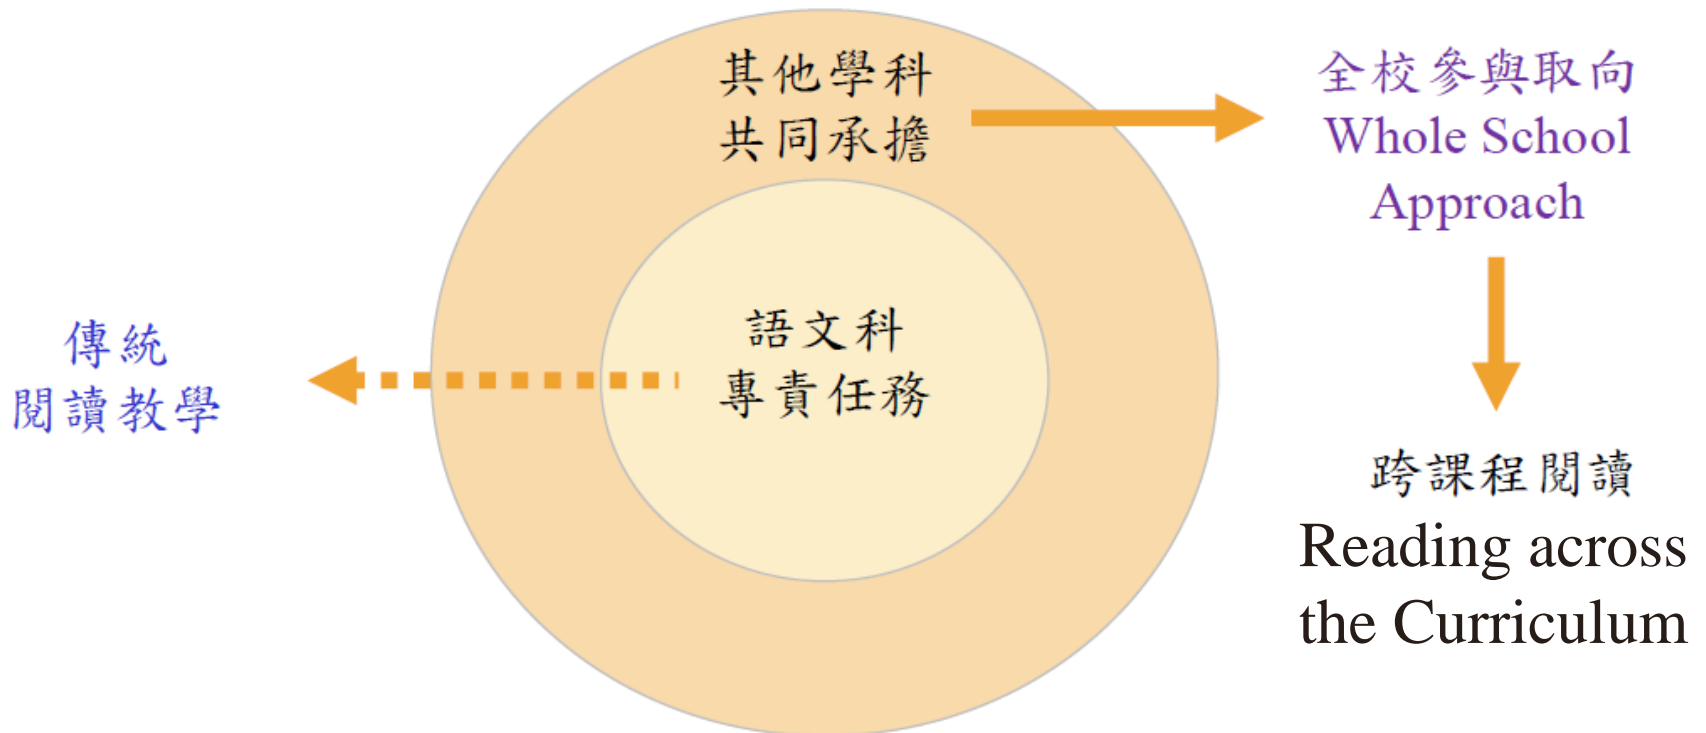 其他學科
共同承擔
全校參與取向
Whole School
Approach
語文科
專責任務
傳統
閱讀教學
跨課程閱讀
Reading across
the Curriculum